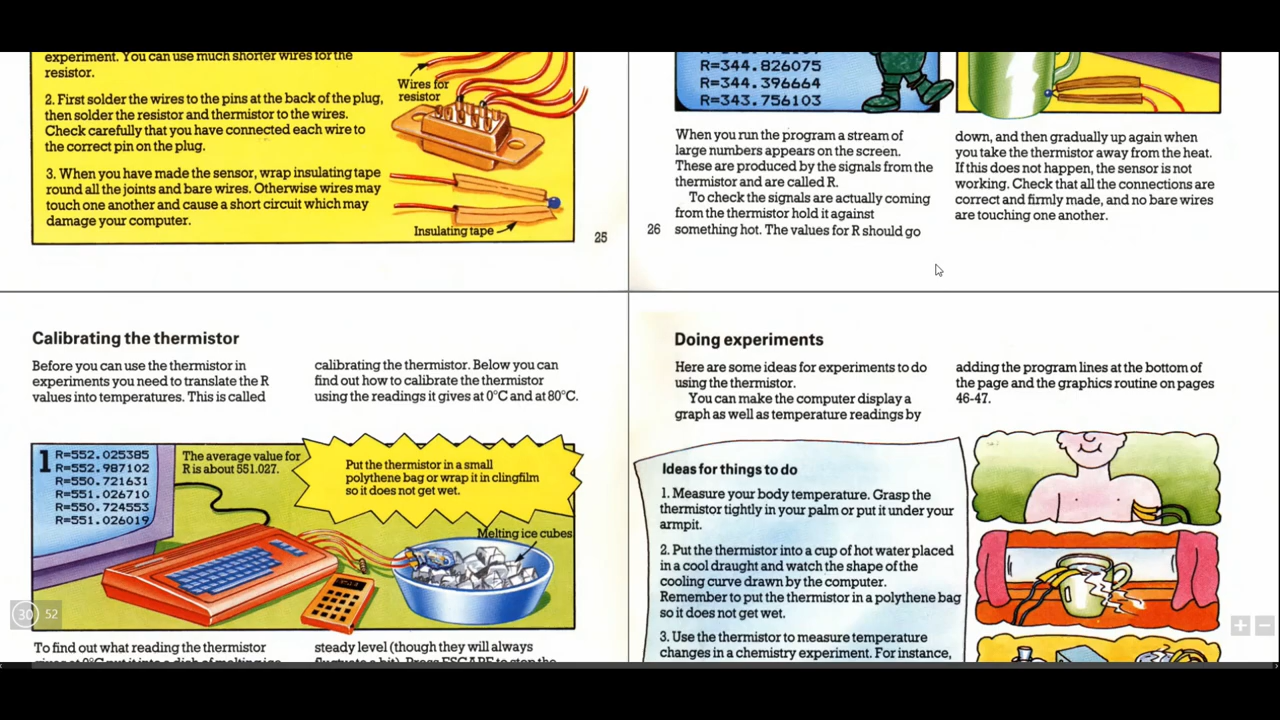 experiment. You can use much shorter wires for the
resistor.
2. First solder the wires to the pins at the back of the plug,
then solder the resistor and thermistor to the wires.
Check carefully that you have connected each wire to
the correct pin on the plug.
3. When you have made the sensor, wrap insulating tape
round all the joints and bare wires. Otherwise wires may
touch one another and cause a short circuit which may
damage your computer.
Wires for
resistor
Insulating tape
25
R=344.826075
R=344.396664
R=343.756103
When you run the program a stream of
large numbers appears on the screen.
These are produced by the signals from the
thermistor and are called R.
To check the signals are actually coming
from the thermistor hold it against
26 something hot. The values for R should go
down, and then gradually up again when
you take the thermistor away from the heat.
If this does not happen, the sensor is not
working. Check that all the connections are
correct and firmly made, and no bare wires
are touching one another.
Calibrating the thermistor
Before you can use the thermistor in
experiments you need to translate the R
values into temperatures. This is called
calibrating the thermistor. Below you can
find out how to calibrate the thermistor
using the readings it gives at 0°C and at 80°C.
1
R=552.025385
R=552.987102
R=550.721631
R=551.026710
R=550.724553
R=551.026019
The average value for
R is about 551.027.
Put the thermistor in a small
polythene bag or wrap it in clingfilm
so it does not get wet.
Melting ice cubes
30 52
To find out what reading the thermistor
gives at 0°C put it into a dish of melting ice
steady level (though they will always
fluctuate a bit). Press ESCAPE to stop the
Doing experiments
Here are some ideas for experiments to do
using the thermistor.
You can make the computer display a
graph as well as temperature readings by
adding the program lines at the bottom of
the page and the graphics routine on pages
46-47.
Ideas for things to do
1. Measure your body temperature. Grasp the
thermistor tightly in your palm or put it under your
armpit.
2. Put the thermistor into a cup of hot water placed
in a cool draught and watch the shape of the
cooling curve drawn by the computer.
Remember to put the thermistor in a polythene bag
so it does not get wet.
3. Use the thermistor to measure temperature
changes in a chemistry experiment. For instance,